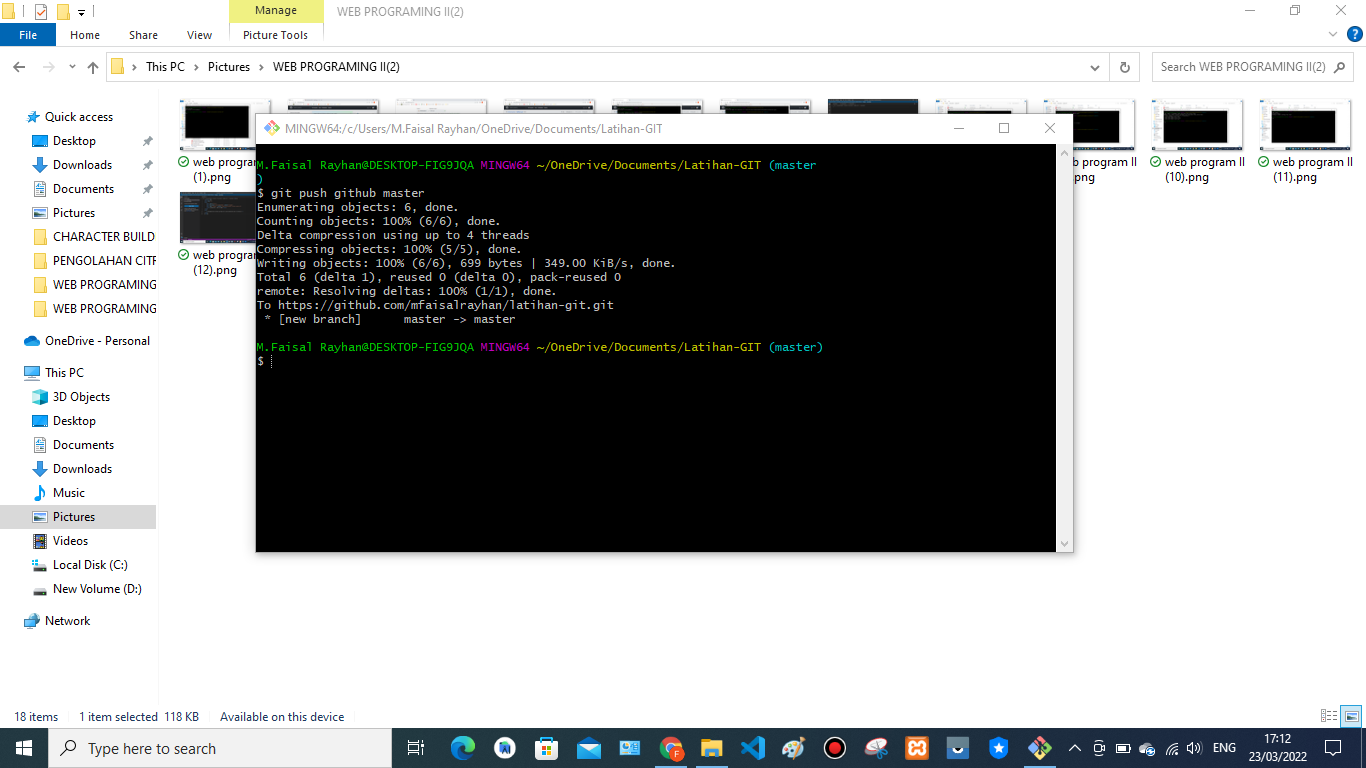 Manage
WEB PROGRAMING II(2)
File
Home
Share
View
Picture Tools
This PC
Pictures
WEB PROGRAMING II(2)
Search WEB PROGRAMING II(2)
Quick access
Desktop
Downloads
Documents
Pictures
CHARACTER BUILD
PENGOLAHAN CITR
WEB PROGRAMING
WEB PROGRAMING
OneDrive - Personal
This PC
3D Objects
Desktop
Documents
Downloads
Music
Pictures
Videos
Local Disk (C:)
New Volume (D:)
Network
web program
(1).png
program II
png
web program II
(10).png
web program II
(11).png
web program
(12).png
MINGW64:/c/Users/M.Faisal Rayhan/OneDrive/Documents/Latihan-GIT
M.Faisal Rayhan@DESKTOP-FIG9JQA MINGW64 ~/OneDrive/Documents/Latihan-GIT (master
)
$ git push github master
Enumerating objects: 6, done.
Counting objects: 100% (6/6), done.
Delta compression using up to 4 threads
Compressing objects: 100% (5/5), done.
Writing objects: 100% (6/6), 699 bytes | 349.00 KiB/s, done.
Total 6 (delta 1), reused 0 (delta 0), pack-reused 0
remote: Resolving deltas: 100% (1/1), done.
To https://github.com/mfaisalrayhan/latihan-git.git
* [new branch] master -> master
M.Faisal Rayhan@DESKTOP-FIG9JQA MINGW64 ~/OneDrive/Documents/Latihan-GIT (master)
$
18 items
1 item selected 118 KB
Available on this device
Type here to search
ENG
17:12
23/03/2022